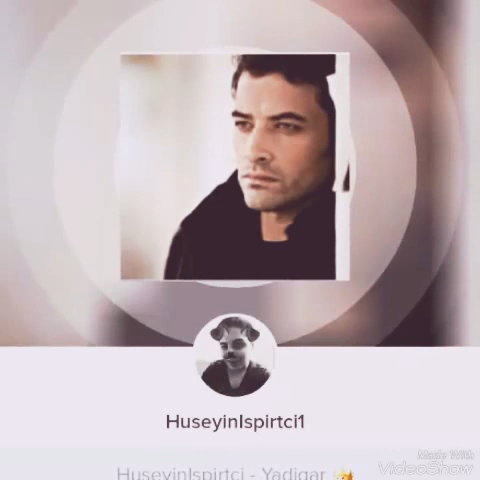 HuseyinIspirtci1
HuseyinIspirtci - Yadigar
Made With
VideoShow